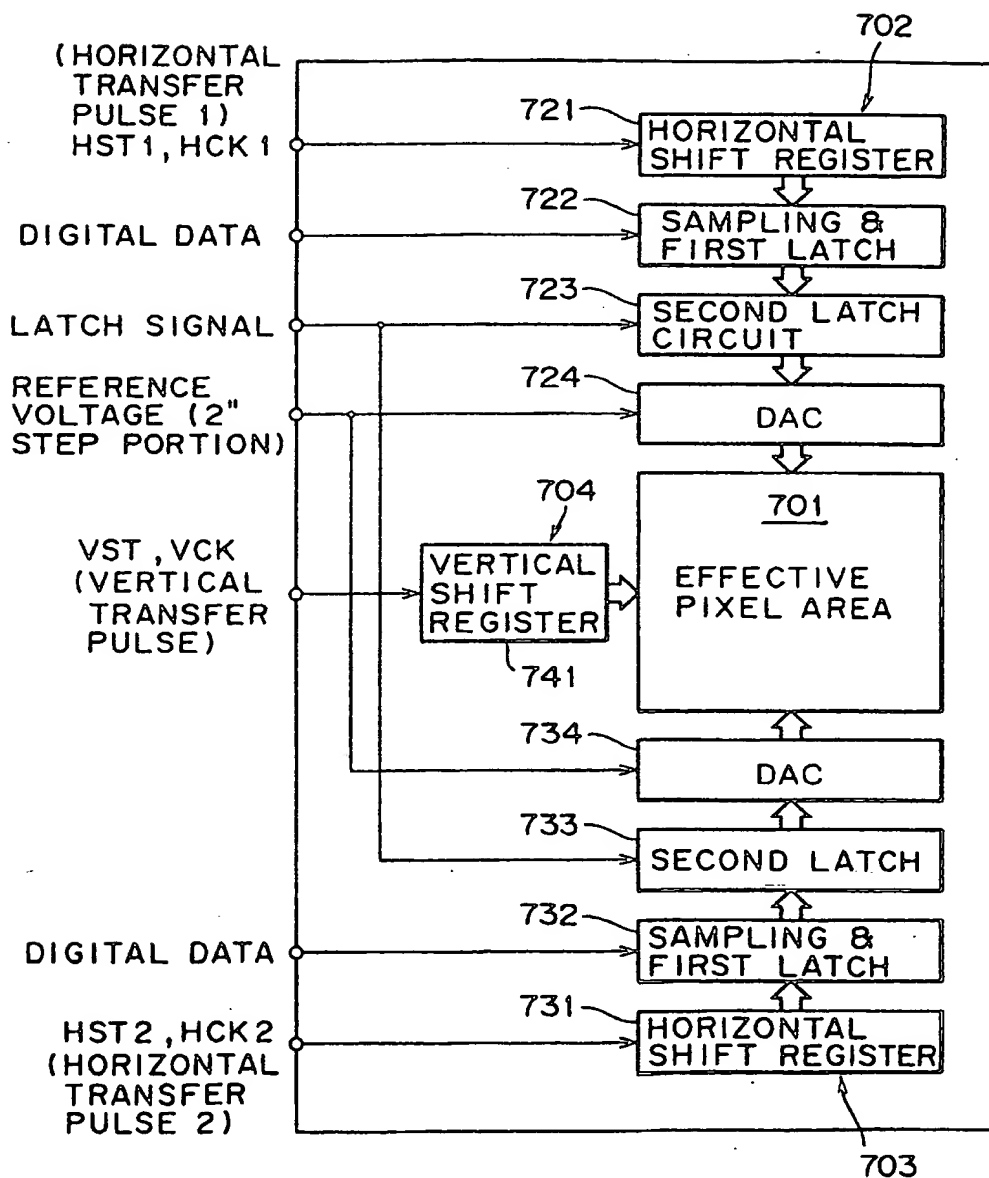 702
(HORIZONTAL
TRANSFER
PULSE 1)
HST1, HCK1
721
HORIZONTAL
SHIFT REGISTER
722
DIGITAL DATA
SAMPLING &
FIRST LATCH
723
LATCH SIGNAL
SECOND LATCH
CIRCUIT
724
REFERENCE
VOLTAGE (2"
STEP PORTION)
DAC
704
701
VST, VCK
(VERTICAL
TRANSFER
PULSE)
VERTICAL
SHIFT
REGISTER
EFFECTIVE
PIXEL AREA
741
734
DAC
733
SECOND LATCH
732
DIGITAL DATA
SAMPLING &
FIRST LATCH
731
HST2, HCK2
(HORIZONTAL
TRANSFER
PULSE 2)
HORIZONTAL
SHIFT REGISTER
703